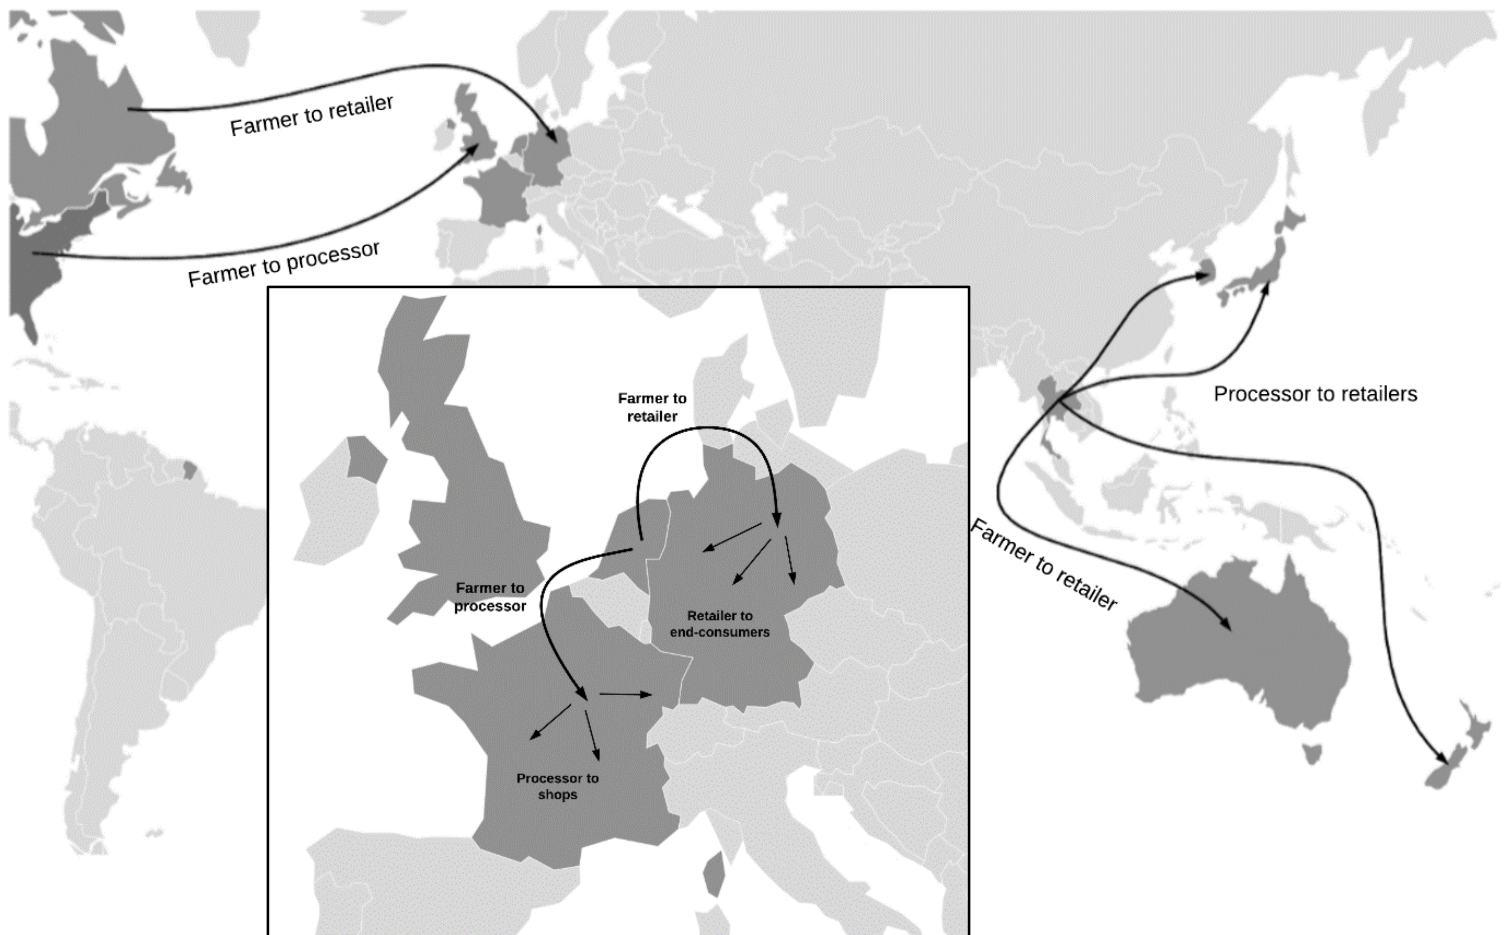 Farmer to retailer
Farmer to processor
Farmer to
retailer
Farmer to
processor
Retailer to
end-consumers
Processor to
shops
Processor to retailers
Farmer to retailer